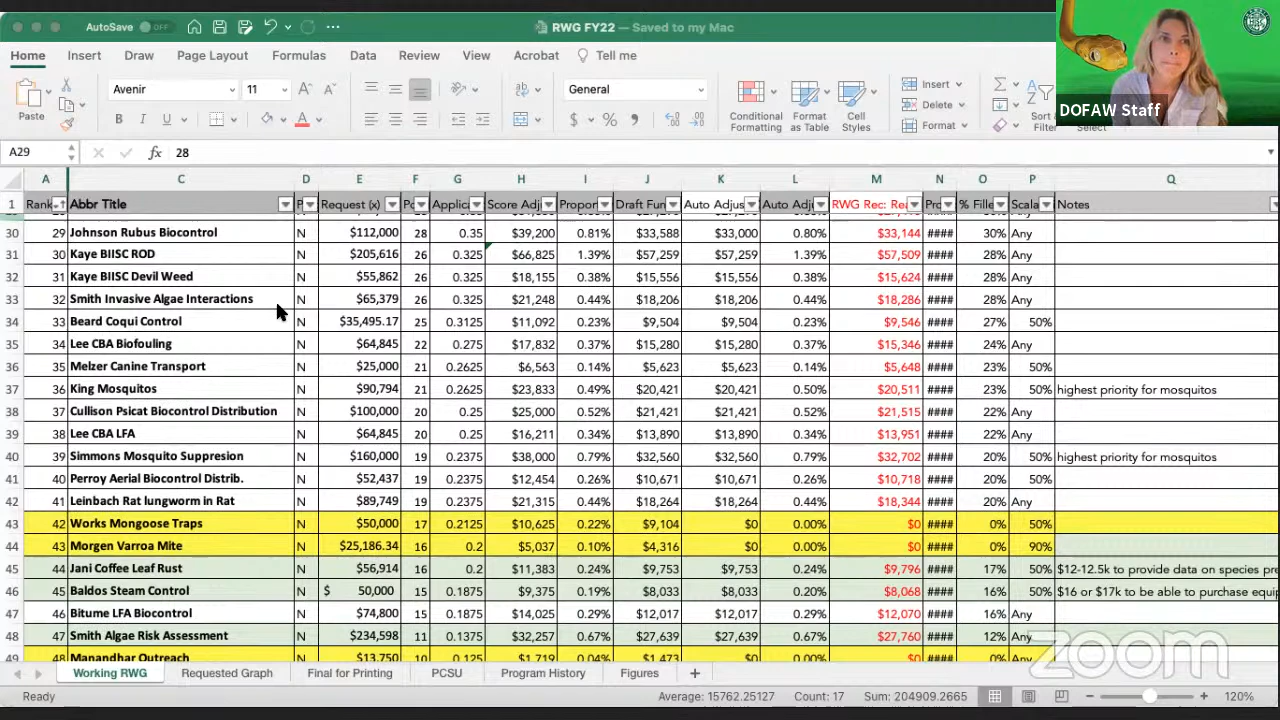 AutoSave OFF ... RWG FY22 — Saved to my Mac
Home Insert Draw Page Layout Formulas Data Review View Acrobat Tell me
Paste Avenir 11 General Conditional Formatting Format as Table Cell Styles Insert Delete Format Sort Filter Select
DOFAW Staff
A29 fx 28
A C D E F G H I J K L M N O P Q
1 Rank Abbr Title Request (x) Applica Score Adj Propor Draft Fun Auto Adjus Auto Adj RWG Rec: Rea Pro % Fille Scala Notes
30 29 Johnson Rubus Biocontrol N $112,000 28 0.35 $39,200 0.81% $33,588 $33,000 0.80% $33,144 #### 30% Any
31 30 Kaye BIISC ROD N $205,616 26 0.325 $66,825 1.39% $57,259 $57,259 1.39% $57,509 #### 28% Any
32 31 Kaye BIISC Devil Weed N $55,862 26 0.325 $18,155 0.38% $15,556 $15,556 0.38% $15,624 #### 28% Any
33 32 Smith Invasive Algae Interactions N $65,379 26 0.325 $21,248 0.44% $18,206 $18,206 0.44% $18,286 #### 28% Any
34 33 Beard Coqui Control N $35,495.17 25 0.3125 $11,092 0.23% $9,504 $9,504 0.23% $9,546 #### 27% 50%
35 34 Lee CBA Biofouling N $64,845 22 0.275 $17,832 0.37% $15,280 $15,280 0.37% $15,346 #### 24% Any
36 35 Melzer Canine Transport N $25,000 21 0.2625 $6,563 0.14% $5,623 $5,623 0.14% $5,648 #### 23% 50%
37 36 King Mosquitos N $90,794 21 0.2625 $23,833 0.49% $20,421 $20,421 0.50% $20,511 #### 23% 50% highest priority for mosquitos
38 37 Cullison Psicat Biocontrol Distribution N $100,000 20 0.25 $25,000 0.52% $21,421 $21,421 0.52% $21,515 #### 22% Any
39 38 Lee CBA LFA N $64,845 20 0.25 $16,211 0.34% $13,890 $13,890 0.34% $13,951 #### 22% Any
40 39 Simmons Mosquito Suppresion N $160,000 19 0.2375 $38,000 0.79% $32,560 $32,560 0.79% $32,702 #### 20% 50% highest priority for mosquitos
41 40 Perroy Aerial Biocontrol Distrib. N $52,437 19 0.2375 $12,454 0.26% $10,671 $10,671 0.26% $10,718 #### 20% 50%
42 41 Leinbach Rat lungworm in Rat N $89,749 19 0.2375 $21,315 0.44% $18,264 $18,264 0.44% $18,344 #### 20% Any
43 42 Works Mongoose Traps N $50,000 17 0.2125 $10,625 0.22% $9,104 $0 0.00% $0 #### 0% 50%
44 43 Morgen Varroa Mite N $25,186.34 16 0.2 $5,037 0.10% $4,316 $0 0.00% $0 #### 0% 90%
45 44 Jani Coffee Leaf Rust N $56,914 16 0.2 $11,383 0.24% $9,753 $9,753 0.24% $9,796 #### 17% 50% $12-12.5k to provide data on species pre
46 45 Baldos Steam Control N $ 50,000 15 0.1875 $9,375 0.19% $8,033 $8,033 0.20% $8,068 #### 16% 50% $16 or $17k to be able to purchase equip
47 46 Bitume LFA Biocontrol N $74,800 15 0.1875 $14,025 0.29% $12,017 $12,017 0.29% $12,070 #### 16% Any
48 47 Smith Algae Risk Assessment N $234,598 11 0.1375 $32,257 0.67% $27,639 $27,639 0.67% $27,760 #### 12% Any
49 48 Manandhar Outreach N $13,750 10 0.125 $1,719 0.04% $1,473 $0 0.00% $0 #### 0% Any
zoom
Working RWG Requested Graph Final for Printing PCSU Program History Figures +
Ready Average: 15762.25127 Count: 17 Sum: 204909.2665 120%